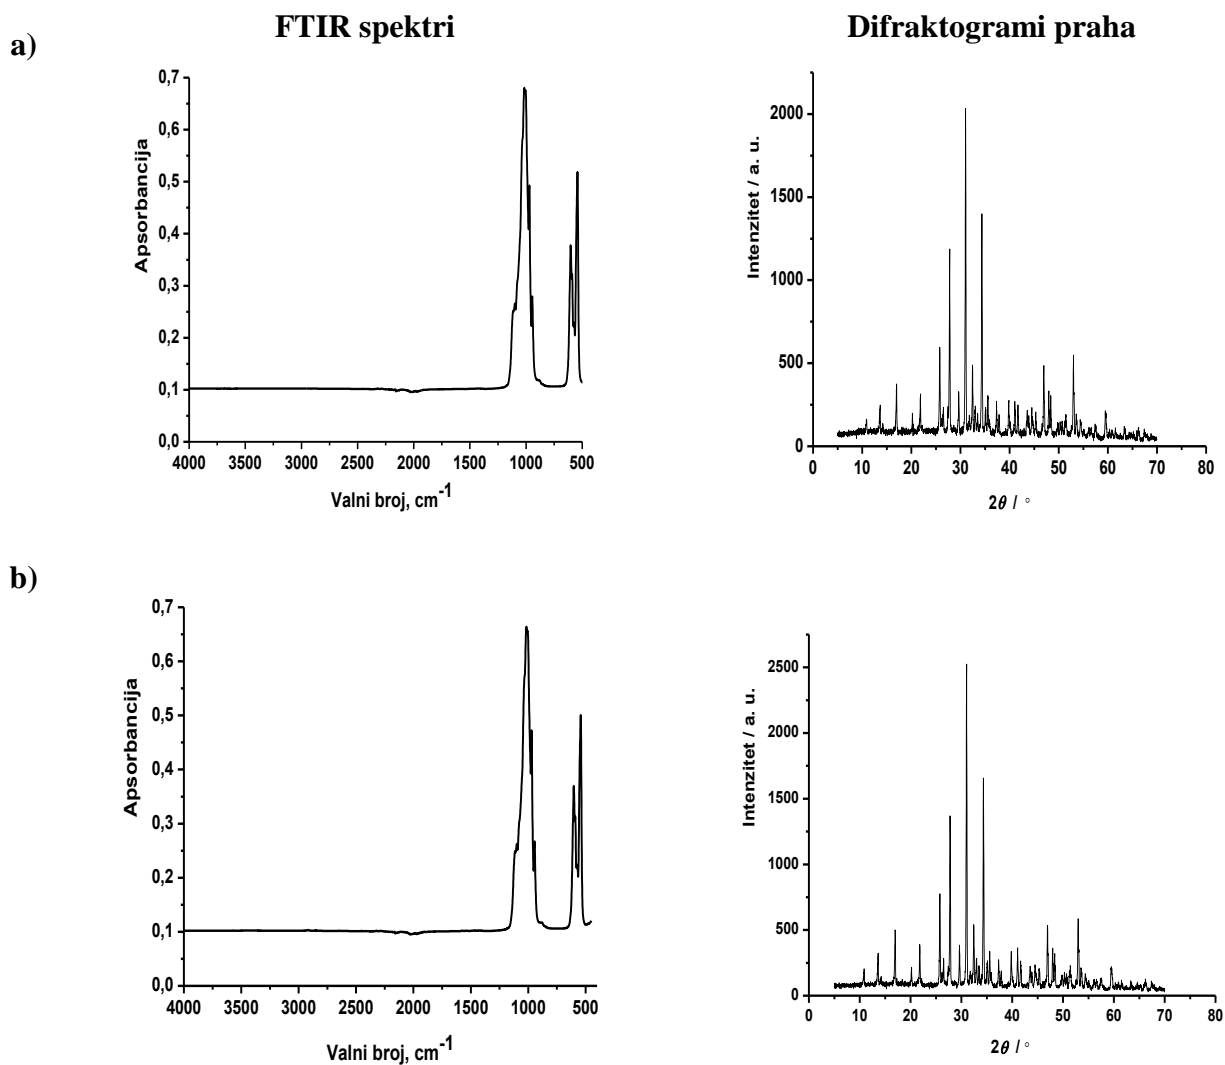 FTIR spektri
Difraktogrami praha
a)
0,7
0,6
0,5
0,4
0,3
0,2
0,1
0,0
Apsorbancija
4000 3500 3000 2500 2000 1500 1000 500
Valni broj, cm-1
2000
1500
1000
500
0
Intenzitet / a. u.
0 10 20 30 40 50 60 70 80
2θ / °
b)
0,7
0,6
0,5
0,4
0,3
0,2
0,1
0,0
Apsorbancija
4000 3500 3000 2500 2000 1500 1000 500
Valni broj, cm-1
2500
2000
1500
1000
500
0
Intenzitet / a. u.
0 10 20 30 40 50 60 70 80
2θ / °